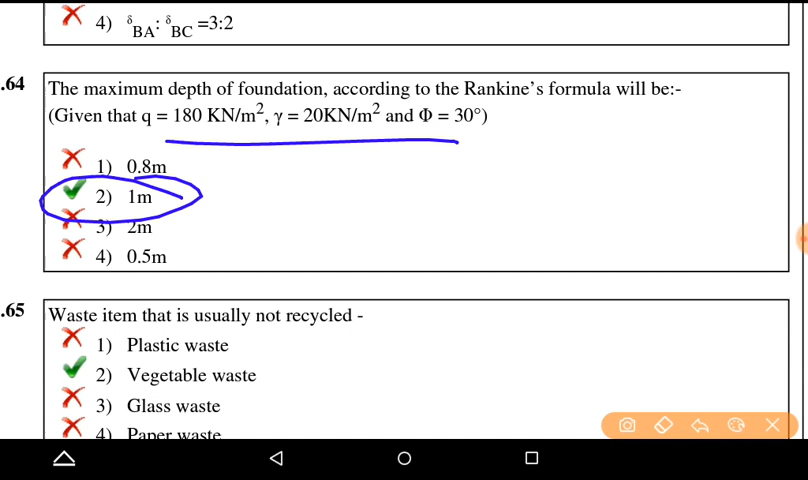 4) δBA: δBC =3:2
.64
The maximum depth of foundation, according to the Rankine's formula will be:-
(Given that q = 180 KN/m², γ = 20KN/m² and Φ = 30°)
1) 0.8m
2) 1m
3) 2m
4) 0.5m
.65
Waste item that is usually not recycled -
1) Plastic waste
2) Vegetable waste
3) Glass waste
4) Paper waste